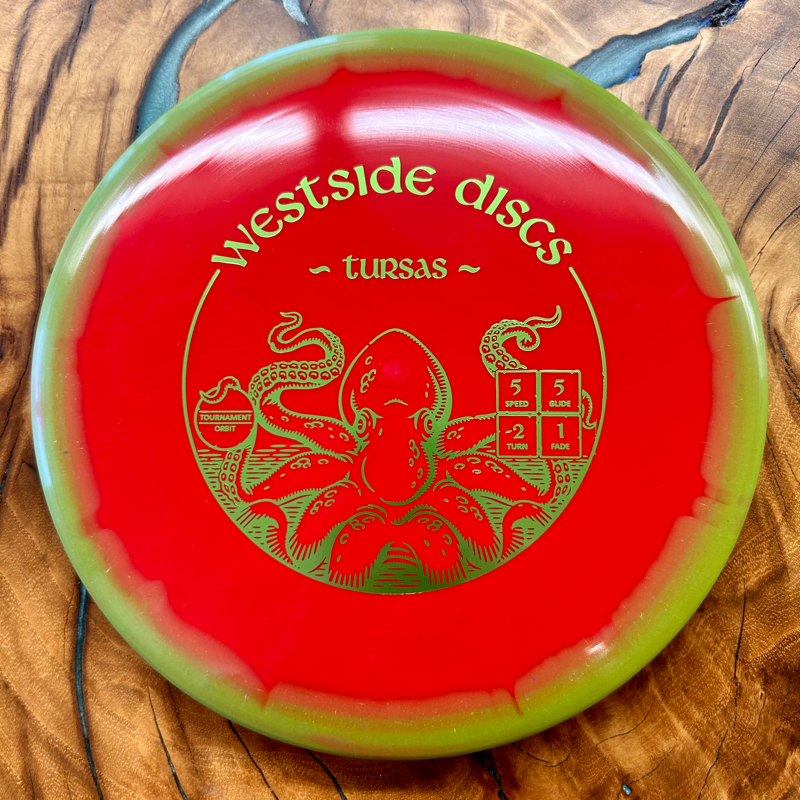 westside discs
~ tursas ~
TOURNAMENT
ORBIT
5 5
SPEED GLIDE
-2 1
TURN FADE